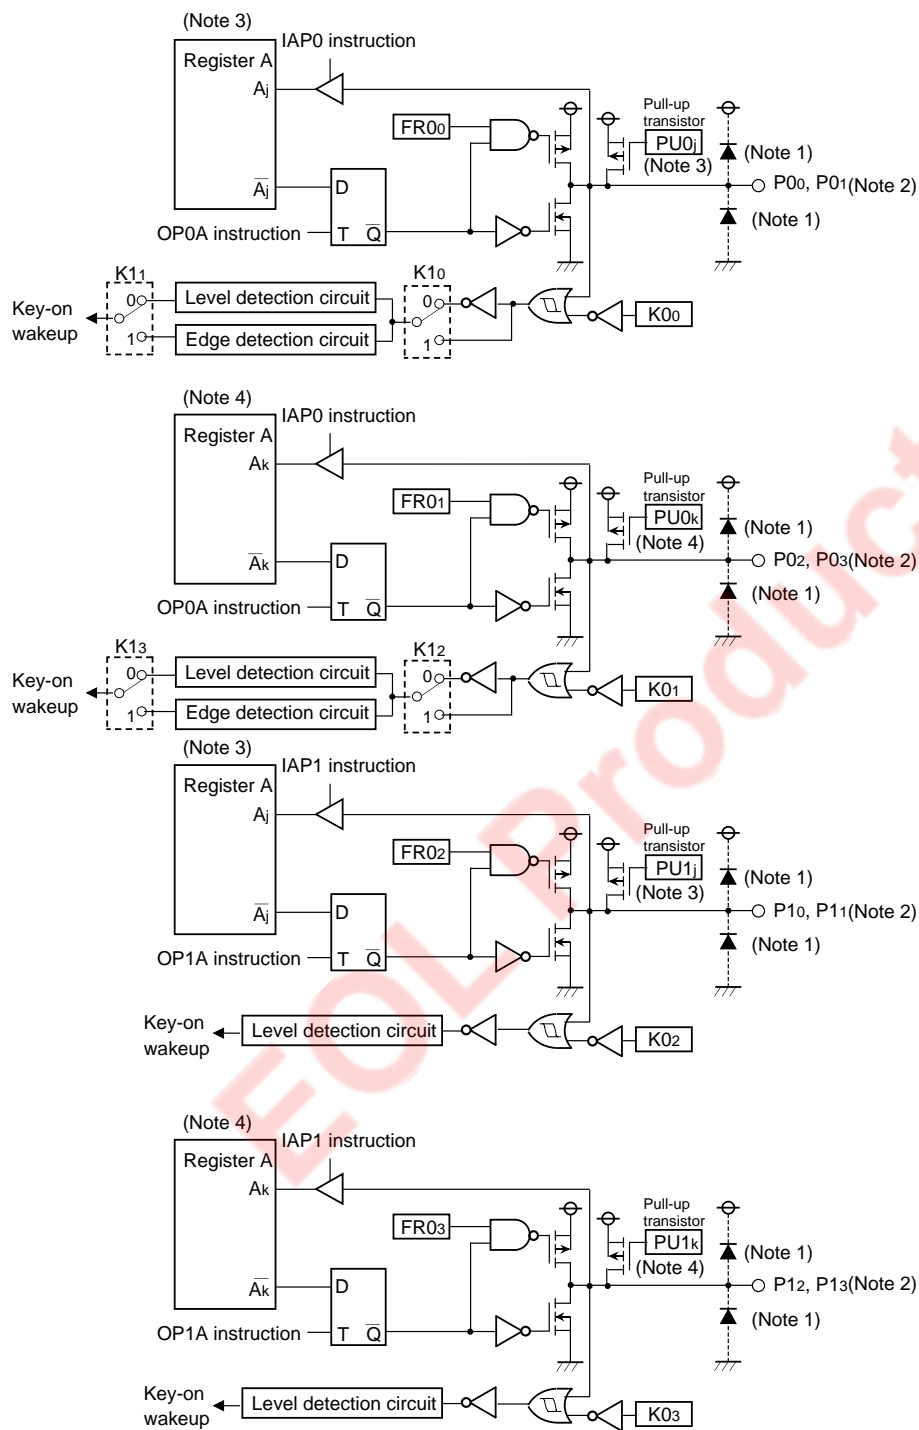 (Note 3)
IAP0 instruction
Register A
Aj
Pull-up
transistor
FR00
PU0j
(Note 1)
(Note 3)
Aj
D
P00, P01(Note 2)
(Note 1)
OP0A instruction
T Q
K11
K10
0
Level detection circuit
0
Key-on
wakeup
K00
1
Edge detection circuit
1
(Note 4)
IAP0 instruction
Register A
Ak
Pull-up
transistor
FR01
PU0k
(Note 1)
(Note 4)
Ak
D
P02, P03(Note 2)
(Note 1)
OP0A instruction
T Q
K13
K12
0
Level detection circuit
0
Key-on
wakeup
K01
1
Edge detection circuit
1
(Note 3)
IAP1 instruction
Register A
Aj
Pull-up
transistor
FR02
PU1j
(Note 1)
(Note 3)
Aj
D
P10, P11(Note 2)
(Note 1)
OP1A instruction
T Q
Key-on
wakeup
Level detection circuit
K02
(Note 4)
IAP1 instruction
Register A
Ak
Pull-up
transistor
FR03
PU1k
(Note 1)
(Note 4)
Ak
D
P12, P13(Note 2)
(Note 1)
OP1A instruction
T Q
Key-on
wakeup
Level detection circuit
K03
EOL Product